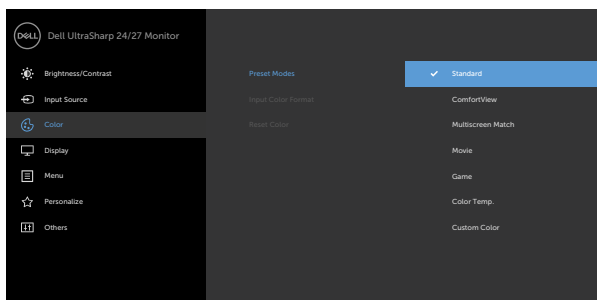 DELL
Dell UltraSharp 24/27 Monitor
Brightness/Contrast
Input Source
Color
Display
Menu
Personalize
Others
Preset Modes
Input Color Format
Reset Color
Standard
ComfortView
Multiscreen Match
Movie
Game
Color Temp.
Custom Color